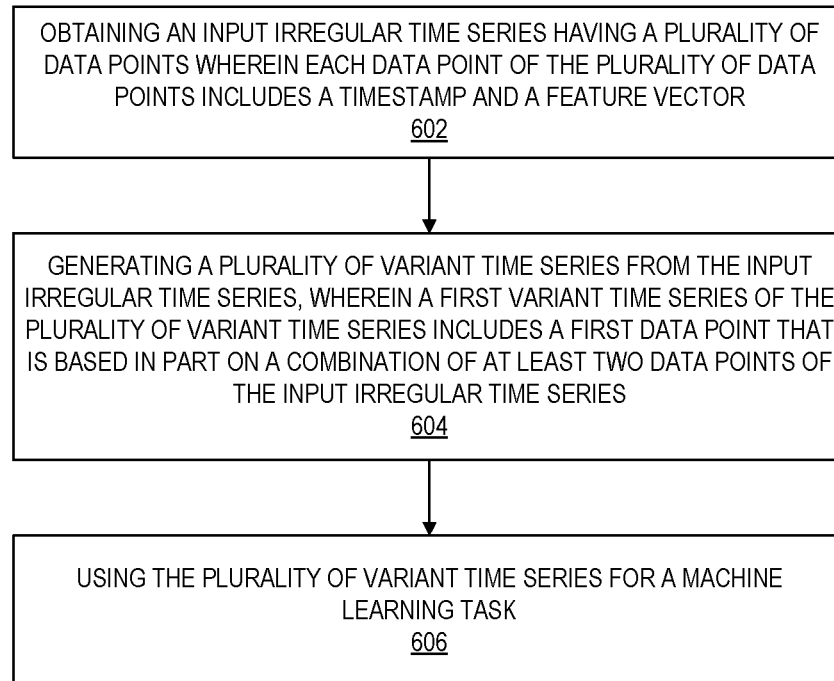 OBTAINING AN INPUT IRREGULAR TIME SERIES HAVING A PLURALITY OF
DATA POINTS WHEREIN EACH DATA POINT OF THE PLURALITY OF DATA
POINTS INCLUDES A TIMESTAMP AND A FEATURE VECTOR
602
GENERATING A PLURALITY OF VARIANT TIME SERIES FROM THE INPUT
IRREGULAR TIME SERIES, WHEREIN A FIRST VARIANT TIME SERIES OF THE
PLURALITY OF VARIANT TIME SERIES INCLUDES A FIRST DATA POINT THAT
IS BASED IN PART ON A COMBINATION OF AT LEAST TWO DATA POINTS OF
THE INPUT IRREGULAR TIME SERIES
604
USING THE PLURALITY OF VARIANT TIME SERIES FOR A MACHINE
LEARNING TASK
606